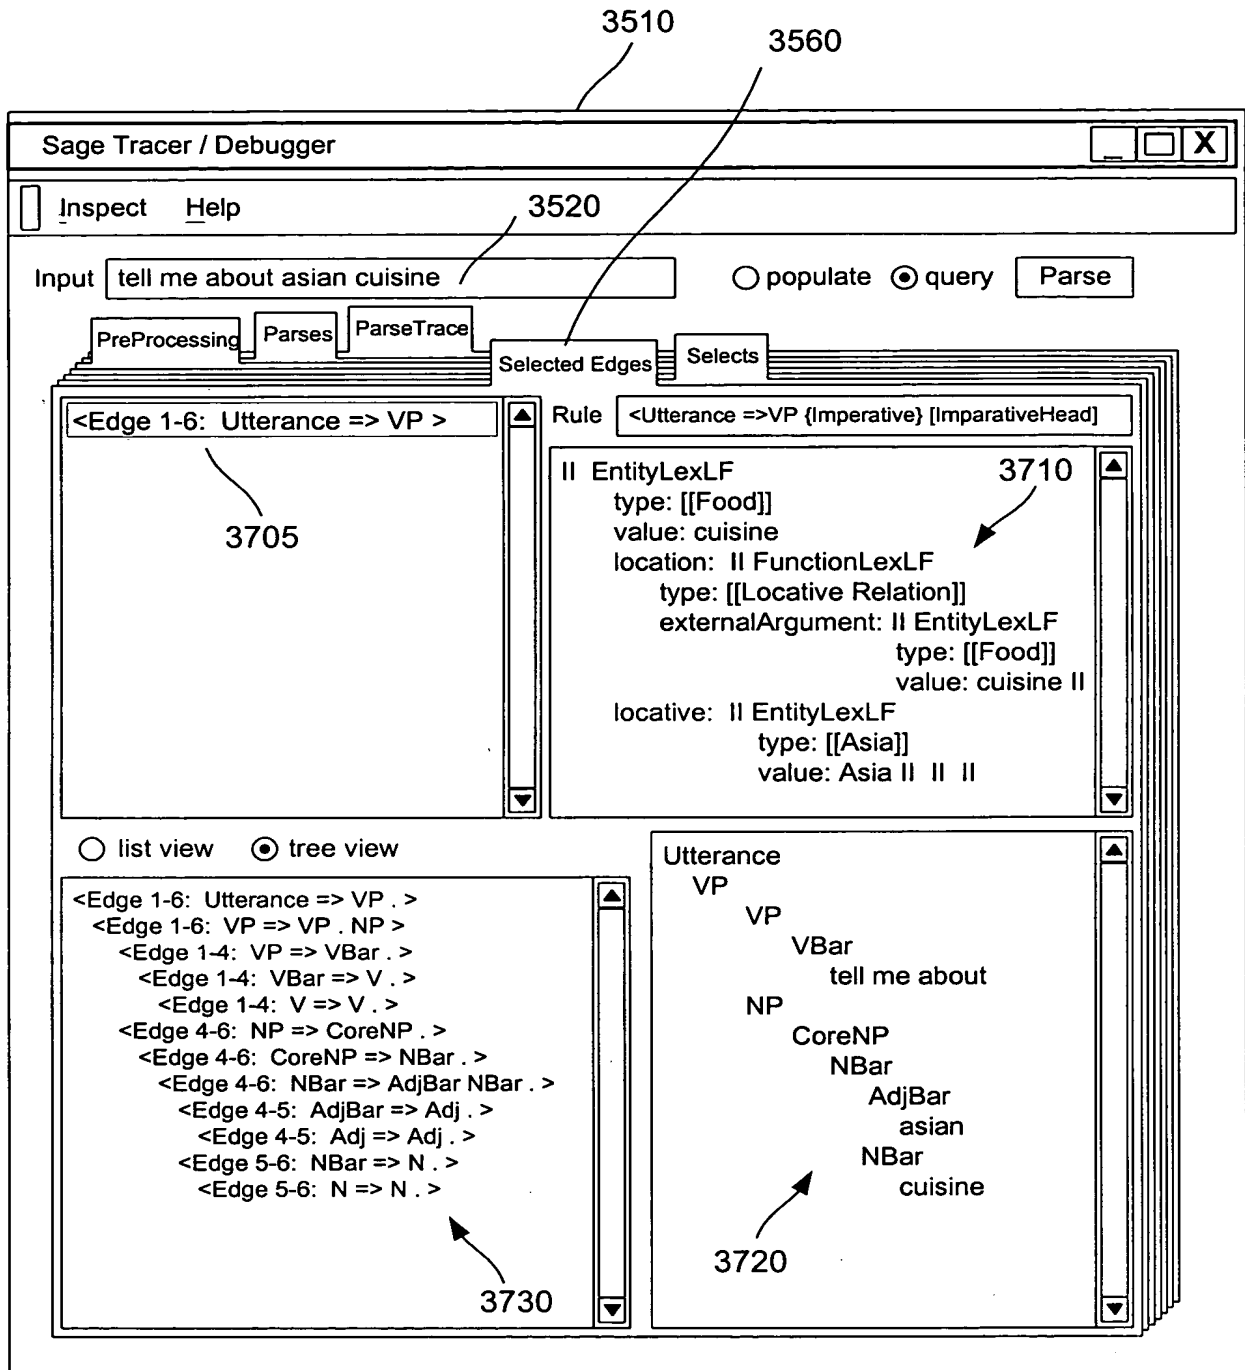 3510
3560
Sage Tracer / Debugger
_ X
Inspect Help
3520
Input tell me about asian cuisine populate query Parse
PreProcessing Parses ParseTrace
Selected Edges Selects
<Edge 1-6: Utterance => VP >
Rule <Utterance =>VP {Imperative} [ImparativeHead]
3705
II EntityLexLF
3710
type: [[Food]]
value: cuisine
location: II FunctionLexLF
type: [[Locative Relation]]
externalArgument: II EntityLexLF
type: [[Food]]
value: cuisine II
locative: II EntityLexLF
type: [[Asia]]
value: Asia II II II
list view tree view
<Edge 1-6: Utterance => VP . >
<Edge 1-6: VP => VP . NP >
<Edge 1-4: VP => VBar . >
<Edge 1-4: VBar => V . >
<Edge 1-4: V => V . >
<Edge 4-6: NP => CoreNP . >
<Edge 4-6: CoreNP => NBar . >
<Edge 4-6: NBar => AdjBar NBar . >
<Edge 4-5: AdjBar => Adj . >
<Edge 4-5: Adj => Adj . >
<Edge 5-6: NBar => N . >
<Edge 5-6: N => N . >
3730
Utterance
VP
VP
VBar
tell me about
NP
CoreNP
NBar
AdjBar
asian
NBar
cuisine
3720